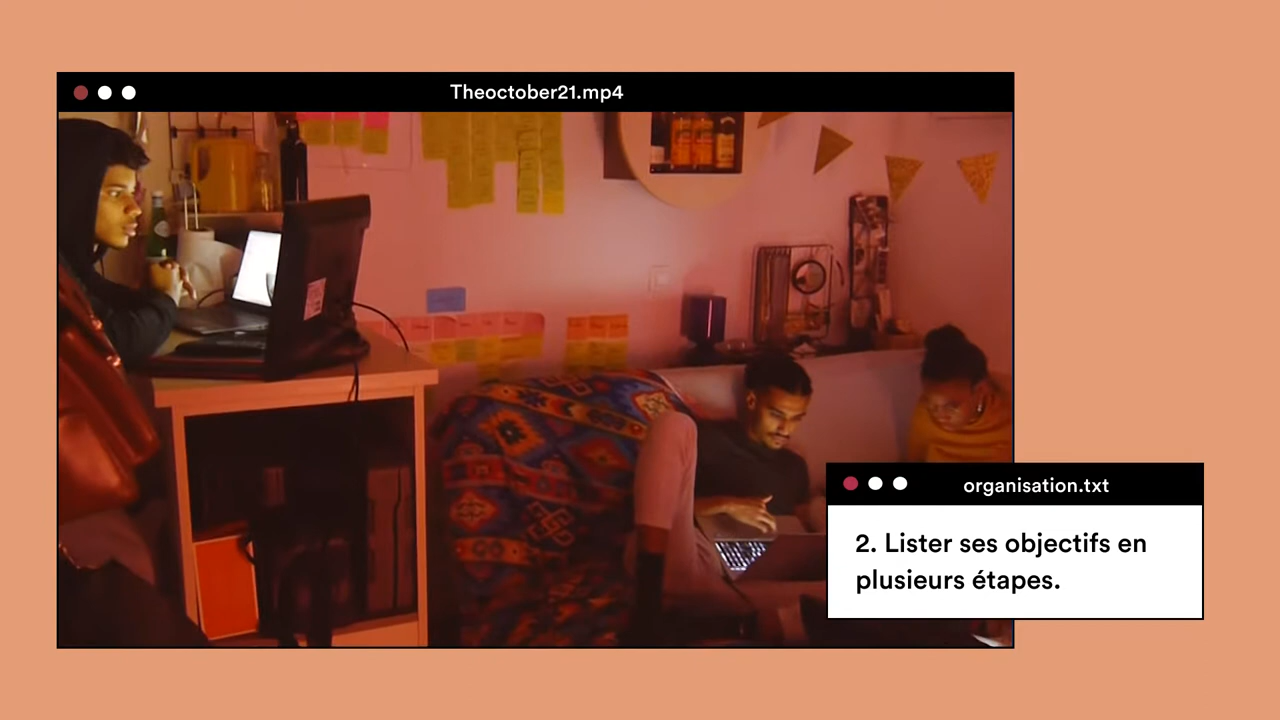 Theoctober21.mp4
organisation.txt
2. Lister ses objectifs en
plusieurs étapes.